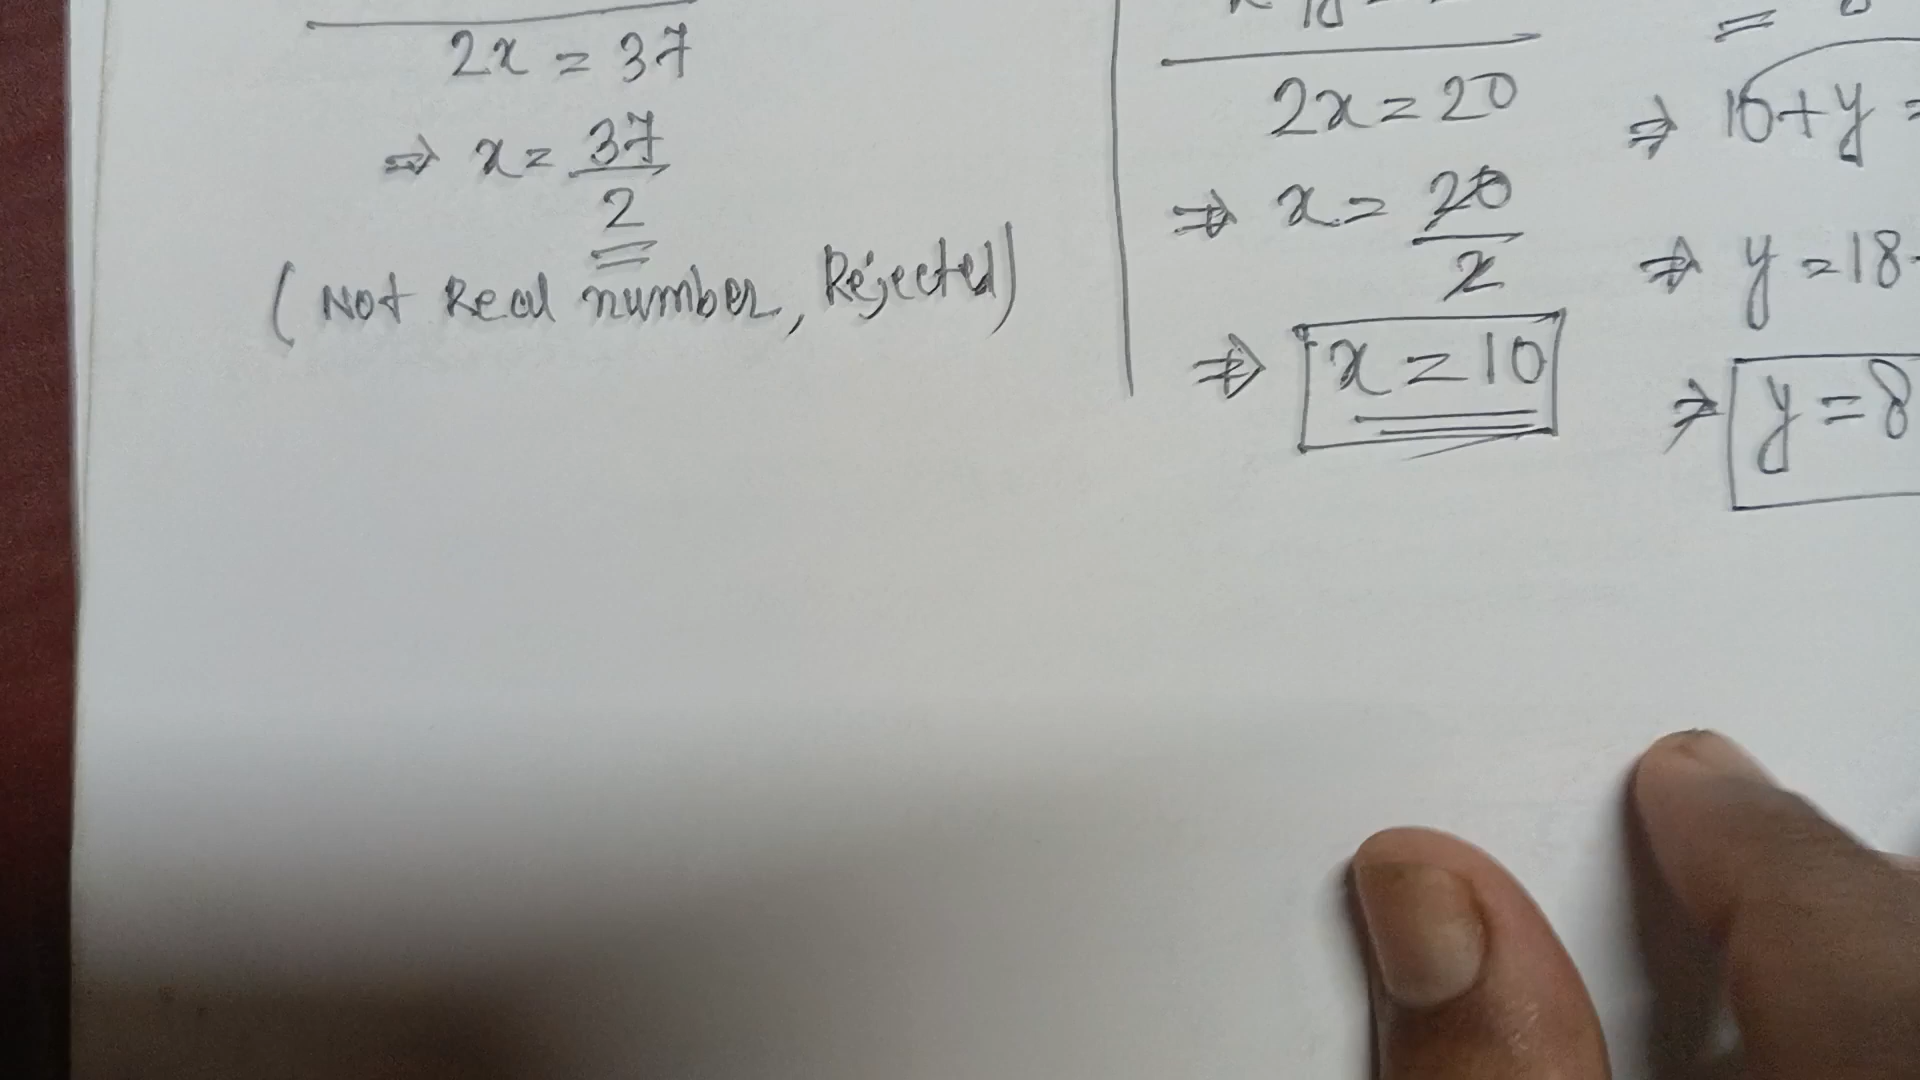 2x = 37
⇒ x = 37/2
(Not Real number, Rejected)
2x = 20
⇒ x = 20/2
⇒ x = 10
=
⇒ 10+y =
⇒ y = 18-
⇒ y = 8